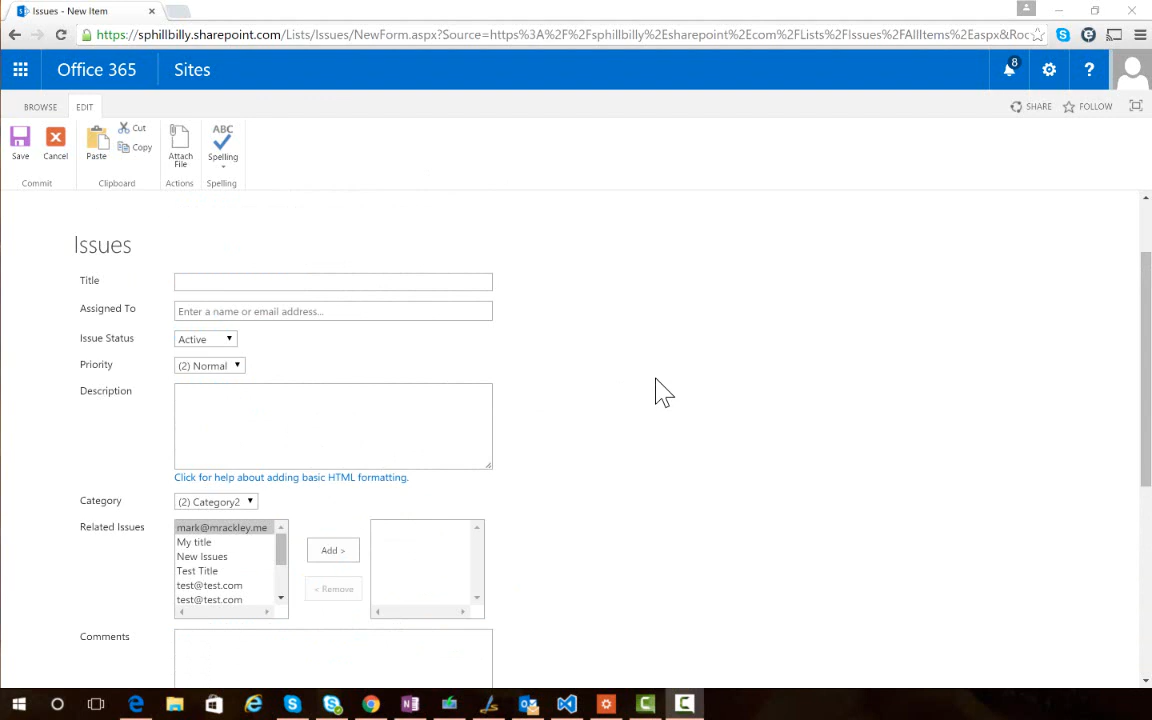 Issues - New Item
https://sphillbilly.sharepoint.com/Lists/Issues/NewForm.aspx?Source=https%3A%2F%2Fsphillbilly%2Esharepoint%2Ecom%2FLists%2FIssues%2FAllItems%2Easpx&Roc
Office 365 Sites 8 ?
BROWSE EDIT SHARE FOLLOW
Save Cancel Paste Cut Copy Attach File ABC Spelling
Commit Clipboard Actions Spelling
Issues
Title
Assigned To Enter a name or email address...
Issue Status Active
Priority (2) Normal
Description
Click for help about adding basic HTML formatting.
Category (2) Category2
Related Issues mark@mrackley.me
My title
New Issues Add >
Test Title
test@test.com < Remove
test@test.com
Comments